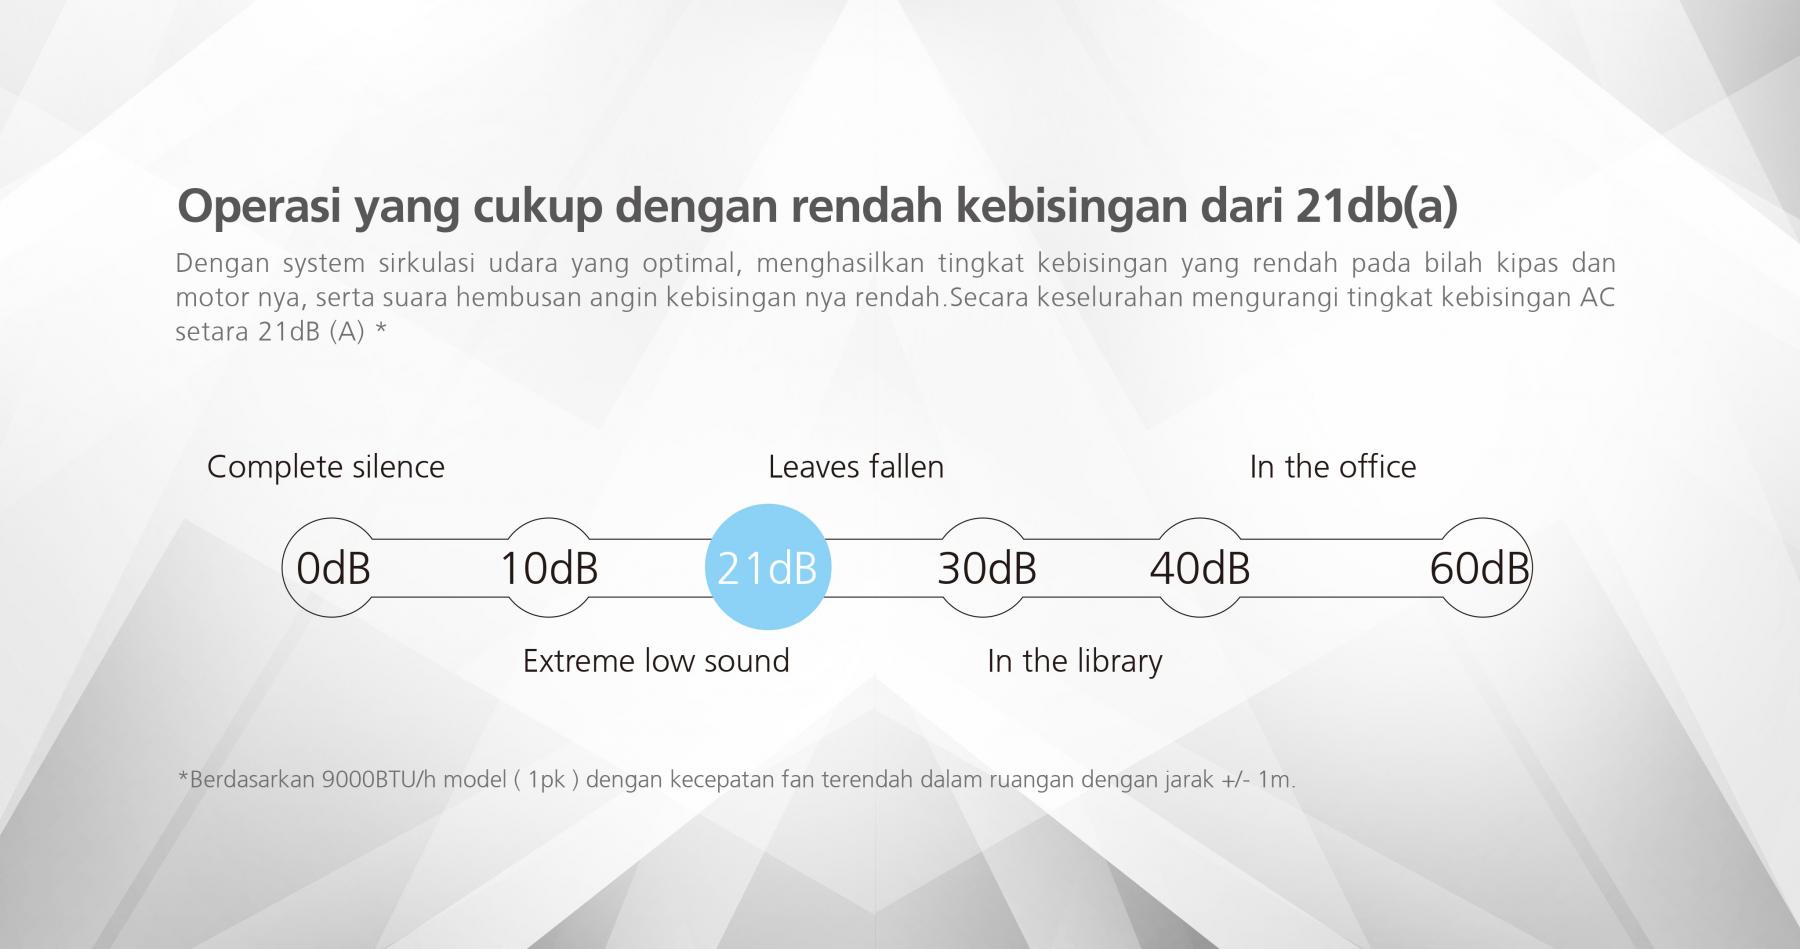 Operasi yang cukup dengan rendah kebisingan dari 21db(a)
Dengan system sirkulasi udara yang optimal, menghasilkan tingkat kebisingan yang rendah pada bilah kipas dan
motor nya, serta suara hembusan angin kebisingan nya rendah.Secara keselurahan mengurangi tingkat kebisingan AC
setara 21dB (A) *
Complete silence
Leaves fallen
In the office
0dB
10dB
21dB
30dB
40dB
60dB
Extreme low sound
In the library
*Berdasarkan 9000BTU/h model ( 1pk ) dengan kecepatan fan terendah dalam ruangan dengan jarak +/- 1m.